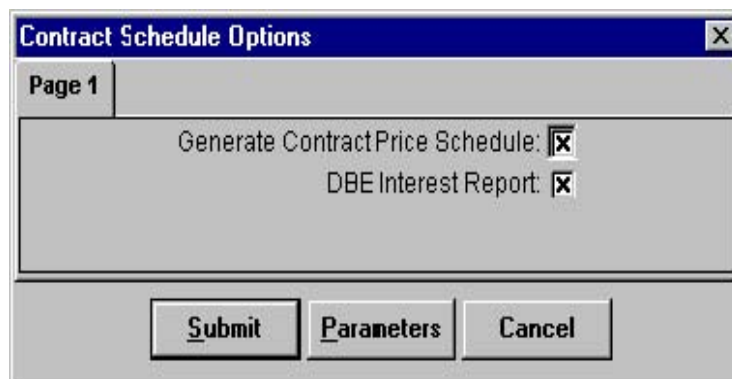 Contract Schedule Options
Page 1
Generate Contract Price Schedule:
DBE Interest Report:
Submit Parameters Cancel